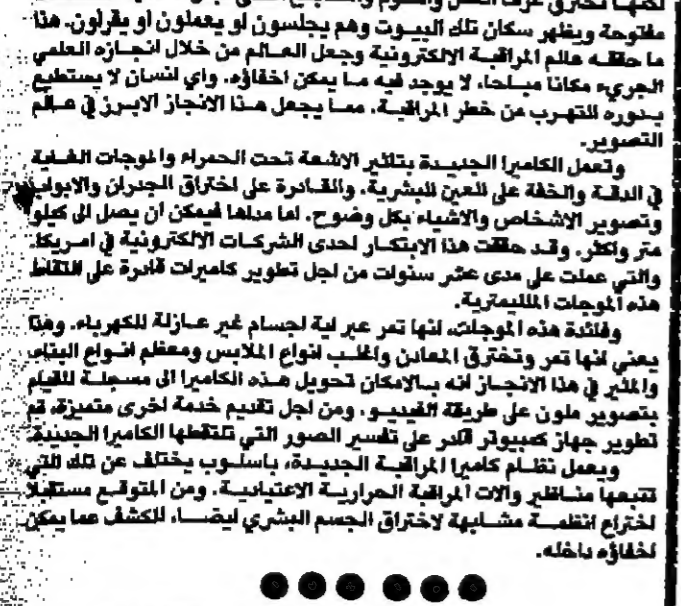 مفتوحة ويظهر سكان تلك البيوت وهم يجلسون او يعملون او يقراون. هذا
ما حققه عالم المراقبة الالكترونية وجعل العالم من خلال انجازه العلمي
الجريء مكانا مباحا، لا يوجد فيه ما يمكن اخفاؤه. واي انسان لا يستطيع
بدوره التهرب من خطر المراقبة، مما يجعل هذا الانجاز الابرز في عالم
التصوير.
وتعمل الكاميرا الجديدة بتاثير الاشعة تحت الحمراء والموجات الغاية
في الدقة والخفة على العين البشرية، والقادرة على اختراق الجدران والابواب
وتصوير الاشخاص والاشياء بكل وضوح، اما مداها فيمكن ان يصل الى كيلو
متر واكثر. وقد حققت هذا الابتكار احدى الشركات الالكترونية في امريكا.
والتي عملت على مدى عشر سنوات من اجل تطوير كاميرات قادرة على التقاط
هذه الموجات المليمترية.
وفائدة هذه الموجات، انها تمر عبر اية اجسام غير عازلة للكهرباء. وهذا
يعني انها تمر وتخترق المعادن واغلب انواع الملابس ومعظم انواع البناء.
والمثير في هذا الانجاز انه بالامكان تحويل هذه الكاميرا الى مسجلة للقيام
بتصوير ملون على طريقة الفيديو. ومن اجل تقديم خدمة اخرى متميزة، تم
تطوير جهاز كمبيوتر قادر على تفسير الصور التي تلتقطها الكاميرا الجديدة.
ويعمل نظام كاميرا المراقبة الجديدة، باسلوب يختلف عن تلك التي
تتبعها مناظير وآلات المراقبة الحرارية الاعتيادية. ومن المتوقع مستقبلا
اختراع انظمة مشابهة لاختراق الجسم البشري ايضا، للكشف عما يمكن
اخفاؤه داخله.